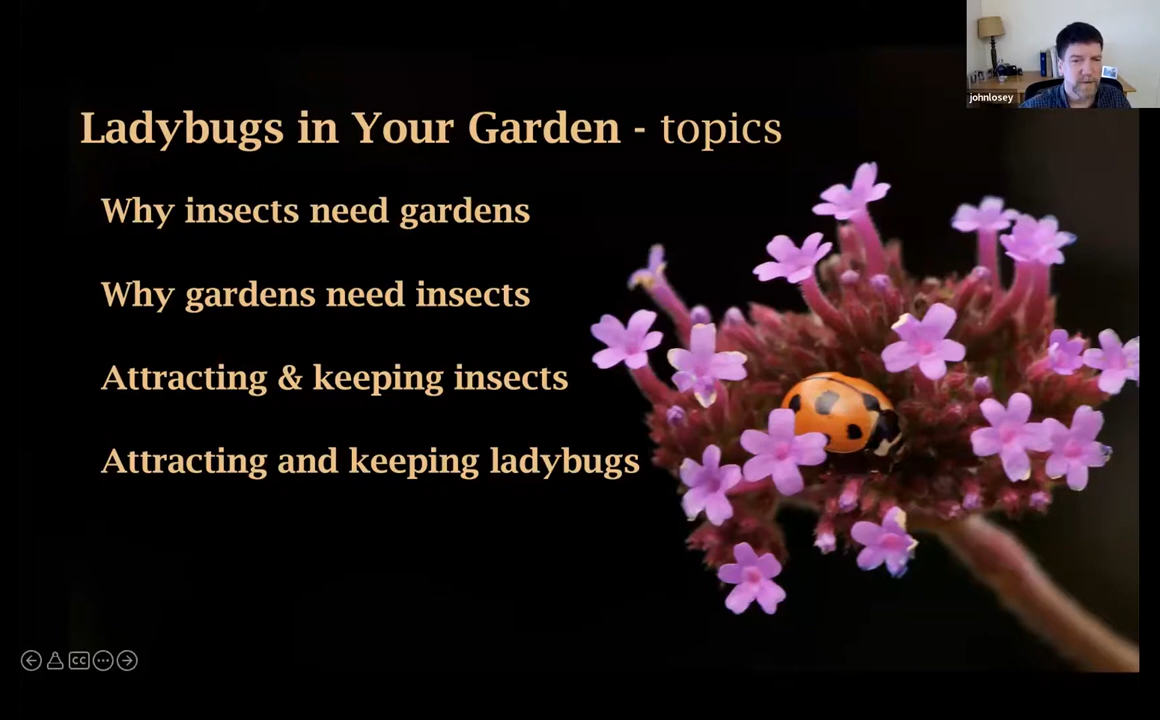 johnlosey
Ladybugs in Your Garden - topics
Why insects need gardens
Why gardens need insects
Attracting & keeping insects
Attracting and keeping ladybugs
CC